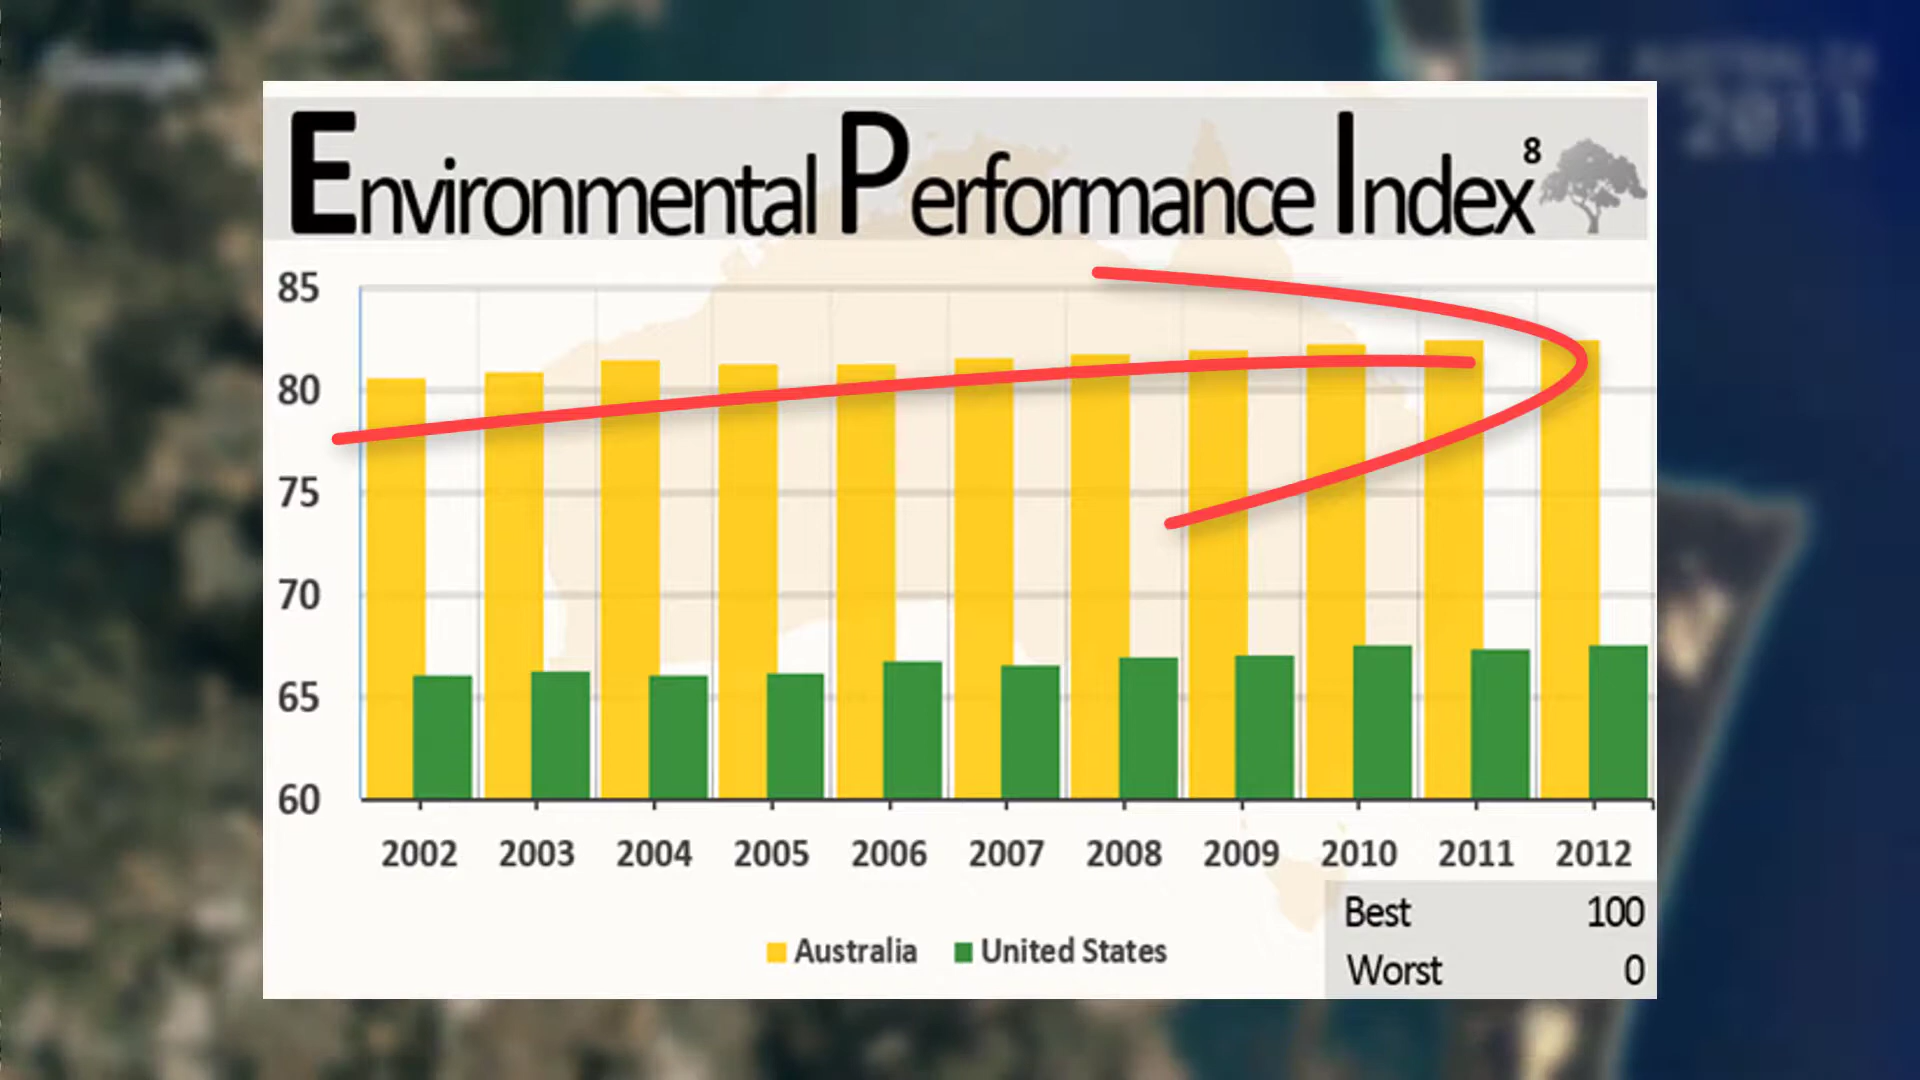 Environmental Performance Index 8
85
80
75
70
65
60
2002 2003 2004 2005 2006 2007 2008 2009 2010 2011 2012
Australia United States
Best 100
Worst 0
2011